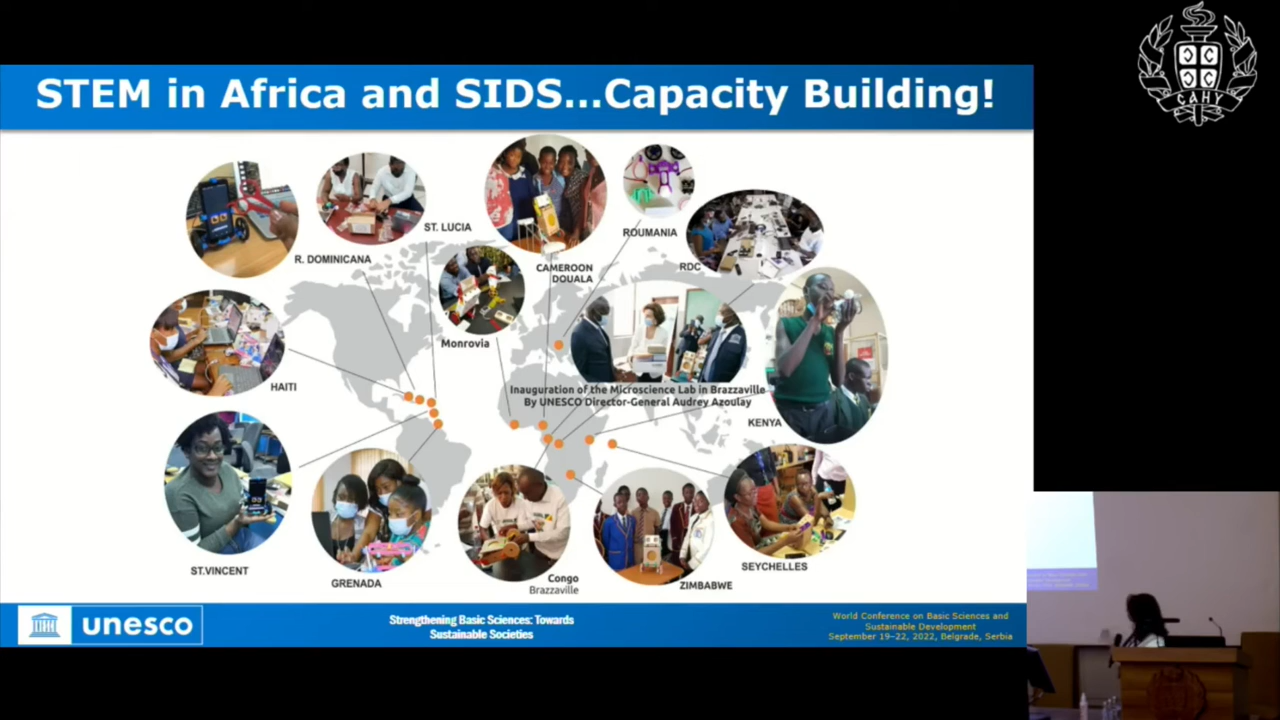 STEM in Africa and SIDS...Capacity Building!
ST. LUCIA
R. DOMINICANA
ROUMANIA
CAMEROON
DOUALA
RDC
Monrovia
HAITI
Inauguration of the Microscience Lab in Brazzaville
By UNESCO Director-General Audrey Azoulay
KENYA
ST.VINCENT
GRENADA
Congo
Brazzaville
ZIMBABWE
SEYCHELLES
unesco
Strengthening Basic Sciences: Towards
Sustainable Societies
World Conference on Basic Sciences and
Sustainable Development
September 19–22, 2022, Belgrade, Serbia
САНУ